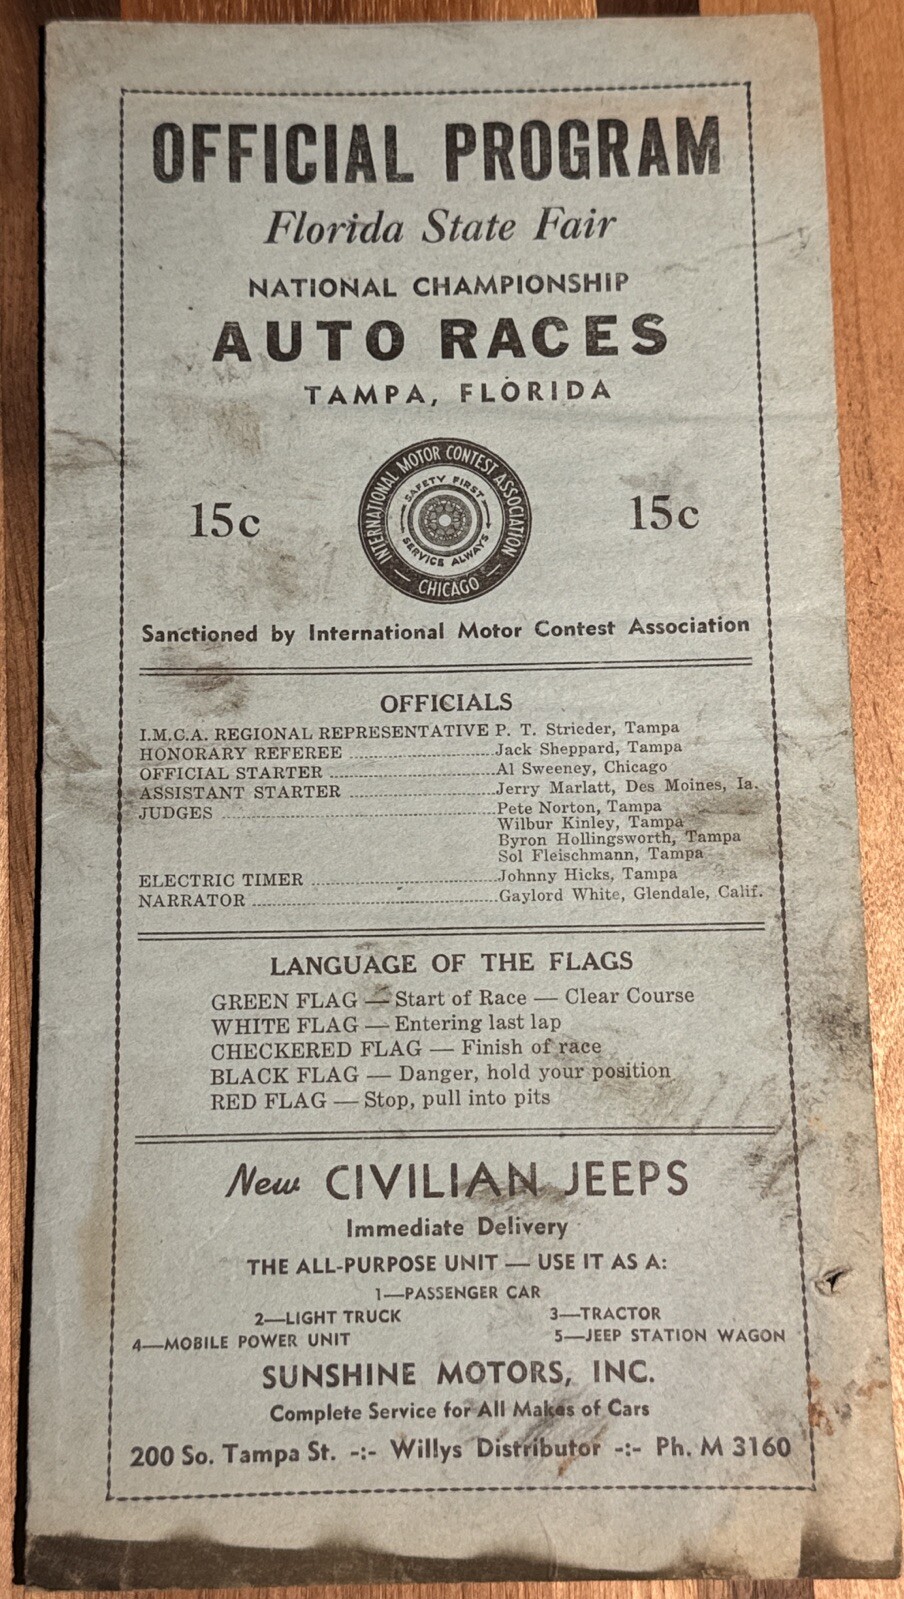 OFFICIAL PROGRAM
Florida State Fair
NATIONAL CHAMPIONSHIP
AUTO RACES
TAMPA, FLORIDA
15c
INTERNATIONAL MOTOR CONTEST ASSOCIATION
SAFETY FIRST
SERVICE ALWAYS
— CHICAGO —
15c
Sanctioned by International Motor Contest Association
OFFICIALS
I.M.C.A. REGIONAL REPRESENTATIVE P. T. Strieder, Tampa
HONORARY REFEREE ........................ Jack Sheppard, Tampa
OFFICIAL STARTER ........................ Al Sweeney, Chicago
ASSISTANT STARTER ........................ Jerry Marlatt, Des Moines, Ia.
JUDGES ........................ Pete Norton, Tampa
Wilbur Kinley, Tampa
Byron Hollingsworth, Tampa
Sol Fleischmann, Tampa
ELECTRIC TIMER ........................ Johnny Hicks, Tampa
NARRATOR ........................ Gaylord White, Glendale, Calif.
LANGUAGE OF THE FLAGS
GREEN FLAG — Start of Race — Clear Course
WHITE FLAG — Entering last lap
CHECKERED FLAG — Finish of race
BLACK FLAG — Danger, hold your position
RED FLAG — Stop, pull into pits
New CIVILIAN JEEPS
Immediate Delivery
THE ALL-PURPOSE UNIT — USE IT AS A:
1—PASSENGER CAR
2—LIGHT TRUCK 3—TRACTOR
4—MOBILE POWER UNIT 5—JEEP STATION WAGON
SUNSHINE MOTORS, INC.
Complete Service for All Makes of Cars
200 So. Tampa St. -:- Willys Distributor -:- Ph. M 3160